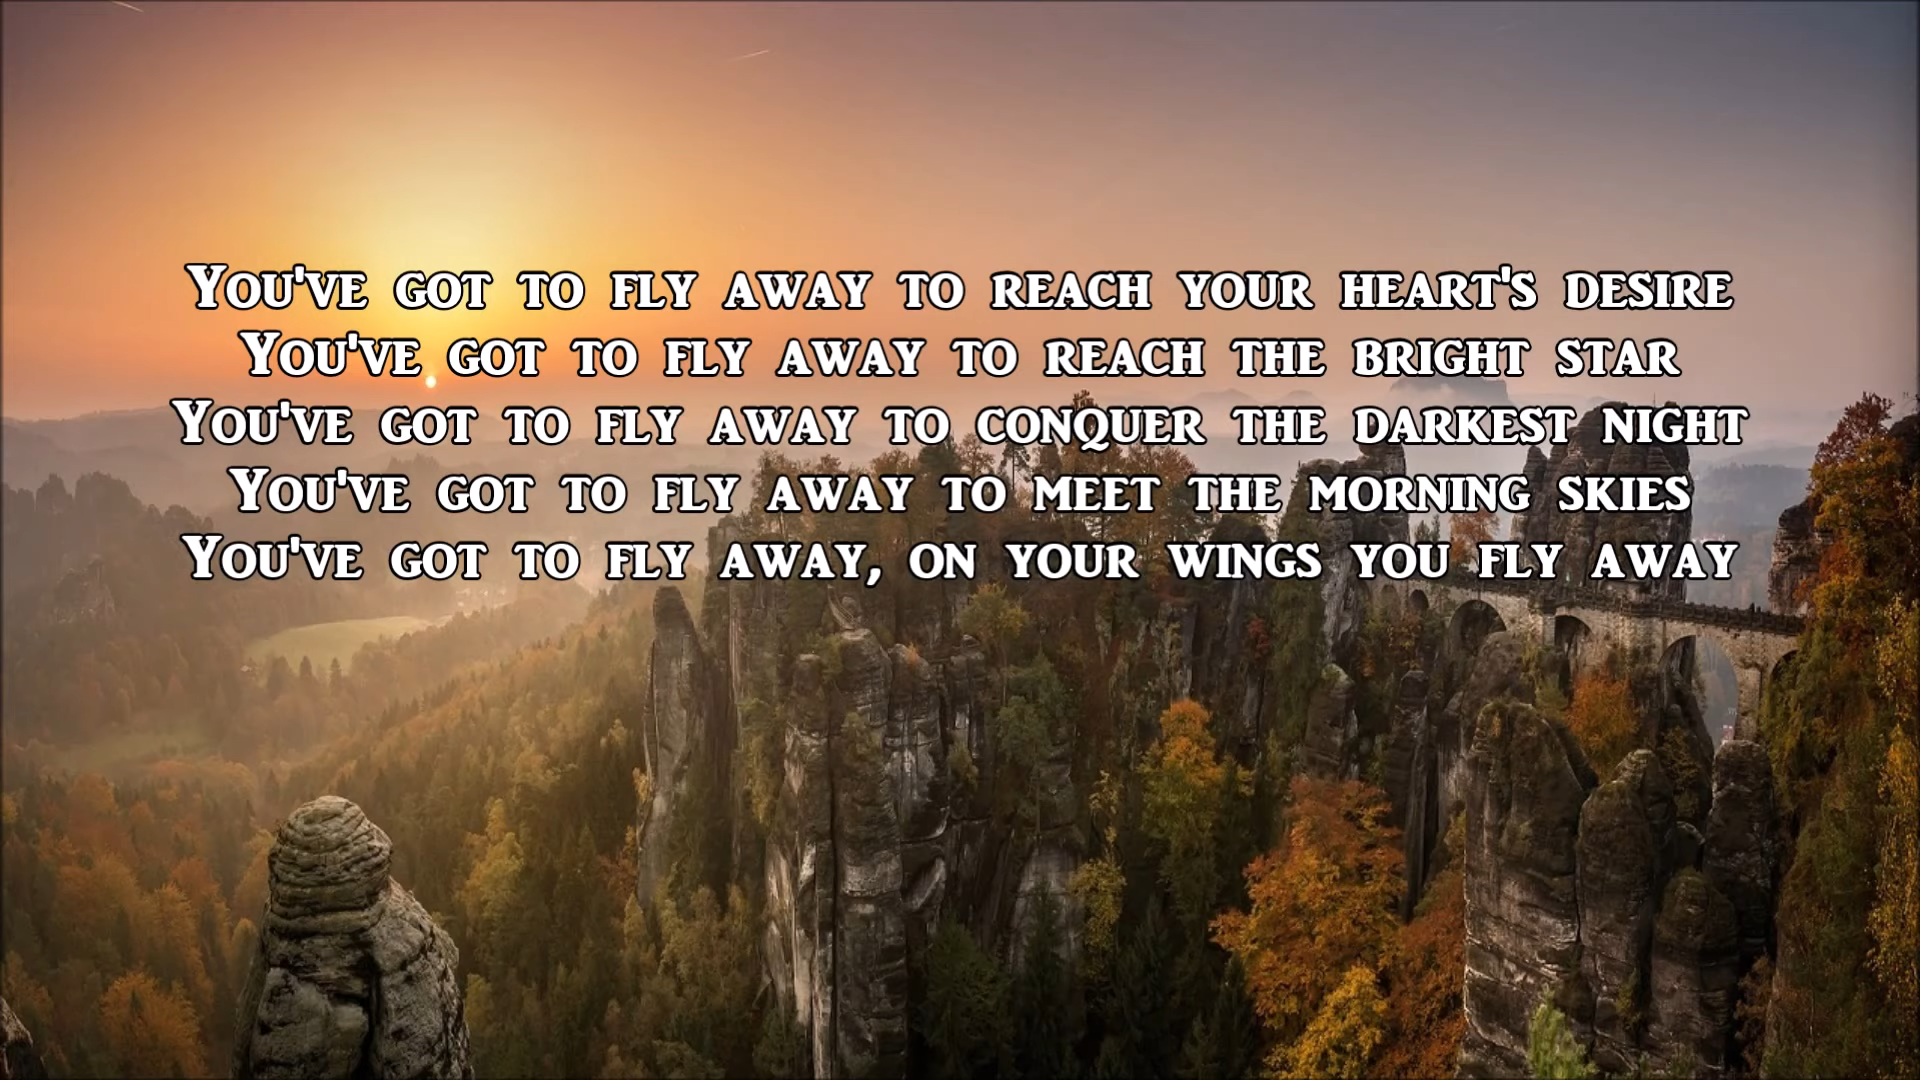 You've got to fly away to reach your heart's desire
You've got to fly away to reach the bright star
You've got to fly away to conquer the darkest night
You've got to fly away to meet the morning skies
You've got to fly away, on your wings you fly away